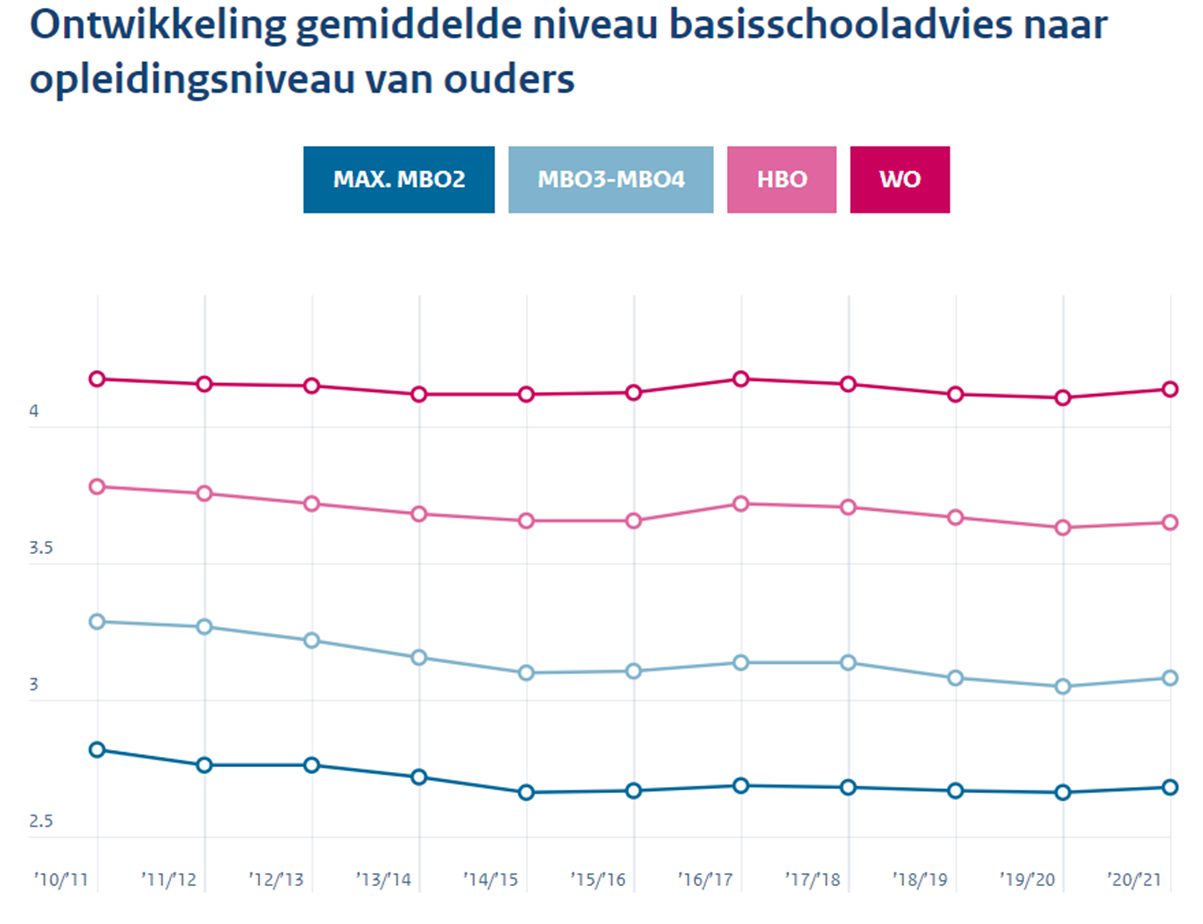 Ontwikkeling gemiddelde niveau basisschooladvies naar
opleidingsniveau van ouders
MAX. MBO2 MBO3-MBO4 HBO WO
4
3.5
3
2.5
’10/’11 ’11/’12 ’12/’13 ’13/’14 ’14/’15 ’15/’16 ’16/’17 ’17/’18 ’18/’19 ’19/’20 ’20/’21